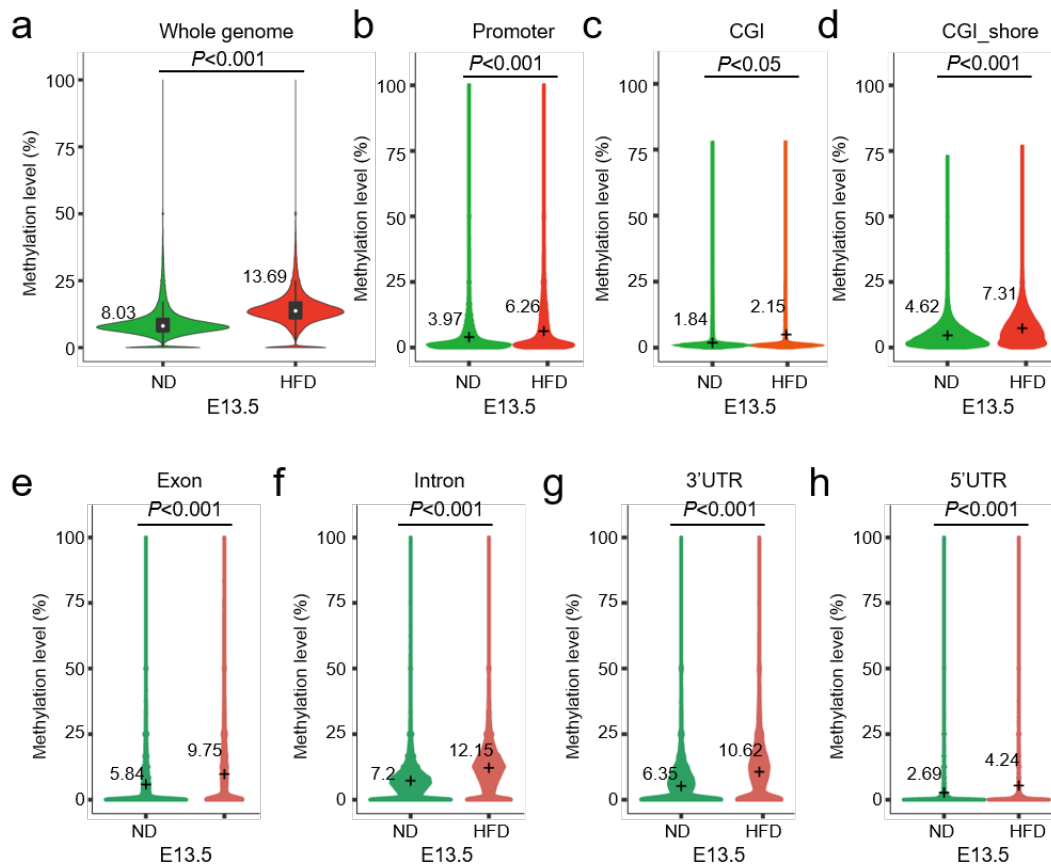 a
Whole genome
P<0.001
Methylation level (%)
100
75
50
25
0
8.03
13.69
ND
HFD
E13.5
b
Promoter
P<0.001
Methylation level (%)
100
75
50
25
0
3.97
6.26
ND
HFD
E13.5
c
CGI
P<0.05
Methylation level (%)
100
75
50
25
0
1.84
2.15
ND
HFD
E13.5
d
CGI_shore
P<0.001
Methylation level (%)
100
75
50
25
0
4.62
7.31
ND
HFD
E13.5
e
Exon
P<0.001
Methylation level (%)
100
75
50
25
0
5.84
9.75
ND
E13.5
f
Intron
P<0.001
Methylation level (%)
100
75
50
25
0
7.2
12.15
ND
HFD
E13.5
g
3'UTR
P<0.001
Methylation level (%)
100
75
50
25
0
6.35
10.62
ND
HFD
E13.5
h
5'UTR
P<0.001
Methylation level (%)
100
75
50
25
0
2.69
4.24
ND
HFD
E13.5